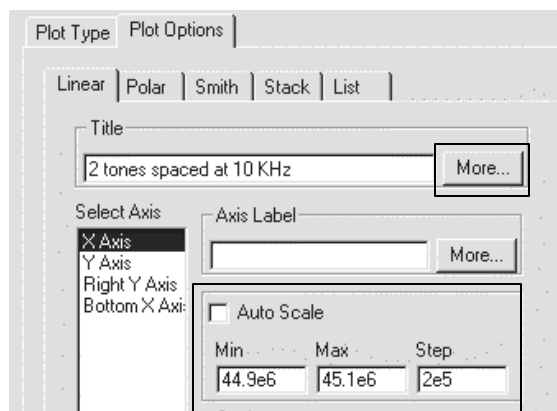 Plot Type Plot Options
Linear Polar Smith Stack List
Title
2 tones spaced at 10 KHz More...
Select Axis
X Axis
Y Axis
Right Y Axis
Bottom X Axi
Axis Label
More...
Auto Scale
Min Max Step
44.9e6 45.1e6 2e5